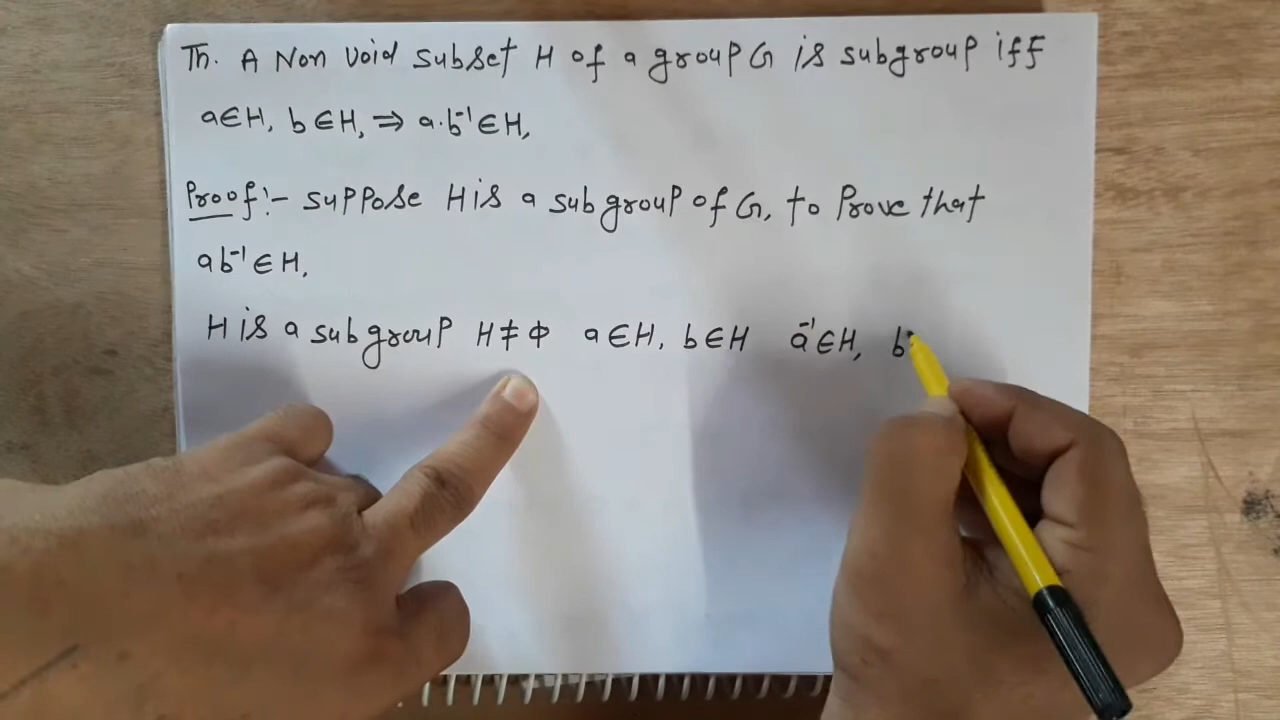 Th. A Non void subset H of a group G is subgroup iff
a∈H, b∈H, ⇒ a·b⁻¹∈H,
Proof:- suppose H is a subgroup of G, to prove that
ab⁻¹∈H,
H is a subgroup H≠φ a∈H, b∈H a⁻¹∈H, b